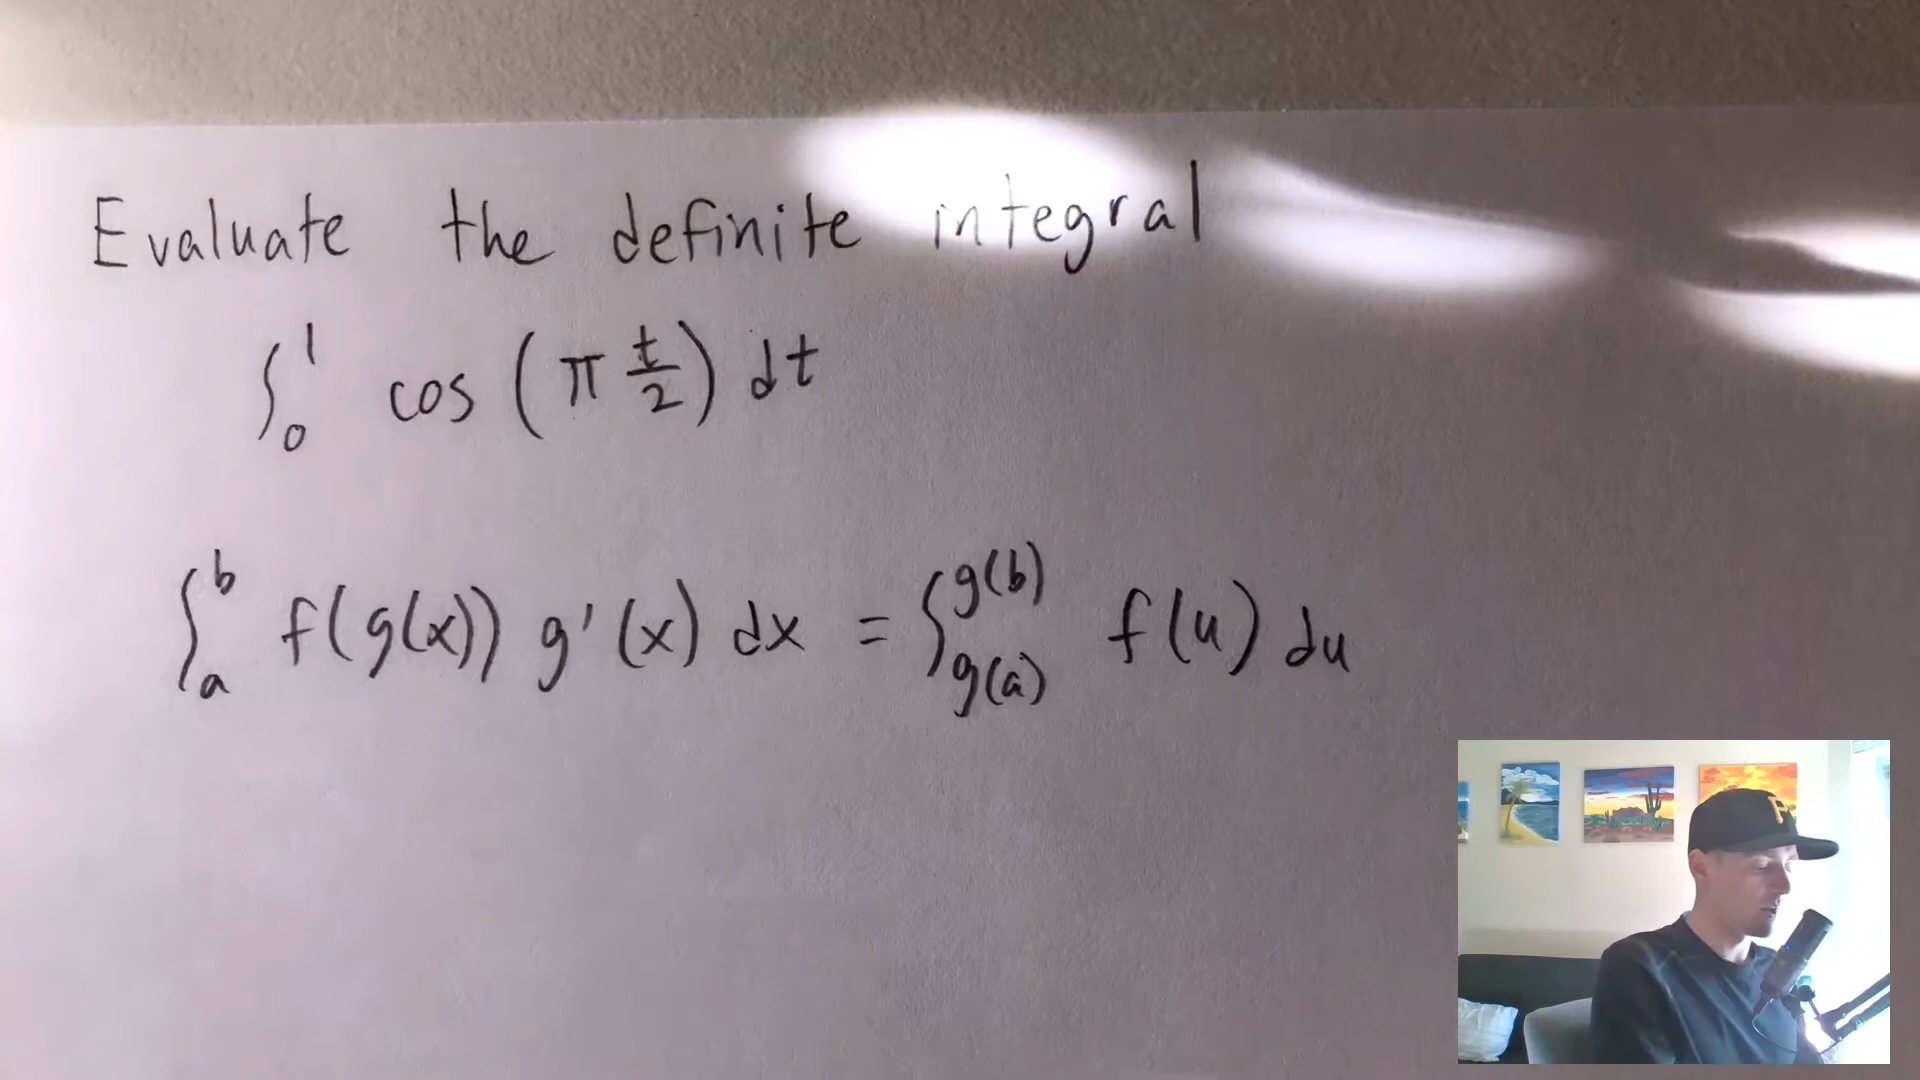 Evaluate the definite integral
∫₀¹ cos (π t/2) dt
∫ₐᵇ f(g(x)) g'(x) dx = ∫_{g(a)}^{g(b)} f(u) du
P